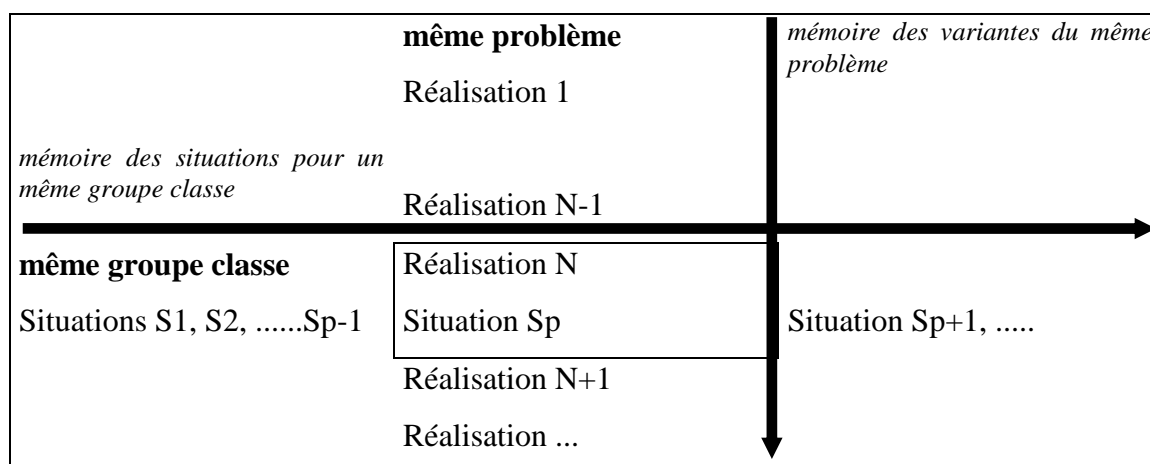 même problème
mémoire des variantes du même
problème
Réalisation 1
mémoire des situations pour un
même groupe classe
Réalisation N-1
même groupe classe
Réalisation N
Situations S1, S2, ......Sp-1
Situation Sp
Situation Sp+1, .....
Réalisation N+1
Réalisation ...